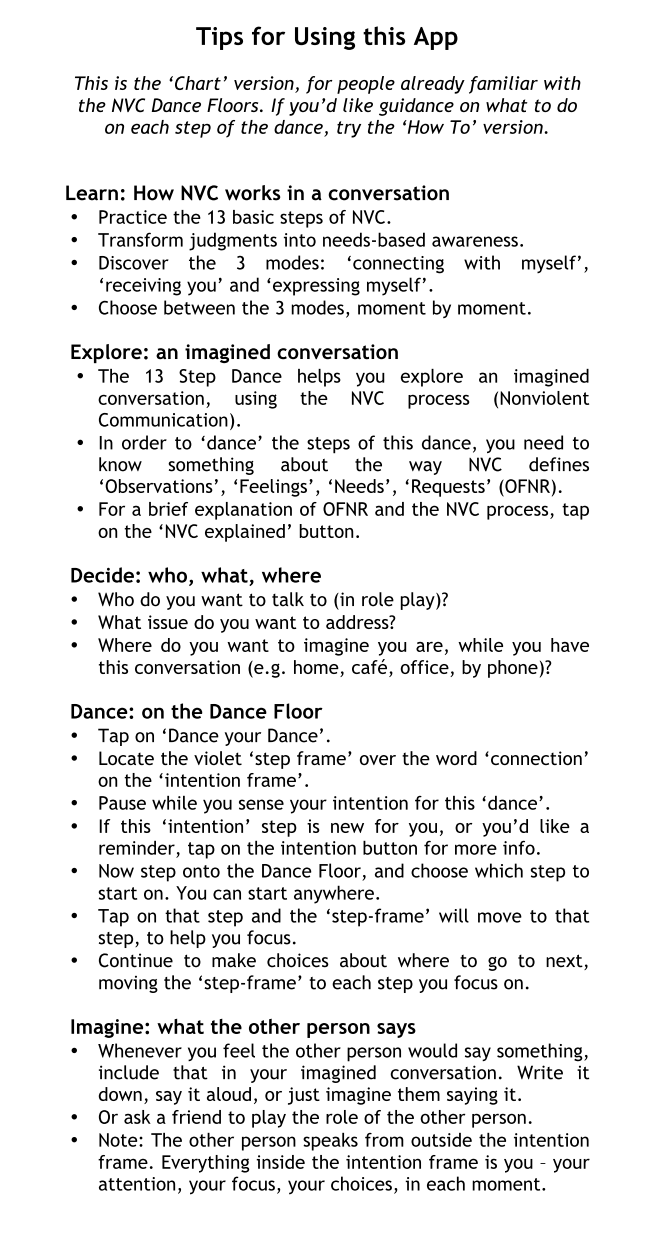 Tips for Using this App
This is the ‘Chart’ version, for people already familiar with
the NVC Dance Floors. If you’d like guidance on what to do
on each step of the dance, try the ‘How To’ version.
Learn: How NVC works in a conversation
• Practice the 13 basic steps of NVC.
• Transform judgments into needs-based awareness.
• Discover the 3 modes: ‘connecting with myself’,
‘receiving you’ and ‘expressing myself’.
• Choose between the 3 modes, moment by moment.
Explore: an imagined conversation
• The 13 Step Dance helps you explore an imagined
conversation, using the NVC process (Nonviolent
Communication).
• In order to ‘dance’ the steps of this dance, you need to
know something about the way NVC defines
‘Observations’, ‘Feelings’, ‘Needs’, ‘Requests’ (OFNR).
• For a brief explanation of OFNR and the NVC process, tap
on the ‘NVC explained’ button.
Decide: who, what, where
• Who do you want to talk to (in role play)?
• What issue do you want to address?
• Where do you want to imagine you are, while you have
this conversation (e.g. home, café, office, by phone)?
Dance: on the Dance Floor
• Tap on ‘Dance your Dance’.
• Locate the violet ‘step frame’ over the word ‘connection’
on the ‘intention frame’.
• Pause while you sense your intention for this ‘dance’.
• If this ‘intention’ step is new for you, or you’d like a
reminder, tap on the intention button for more info.
• Now step onto the Dance Floor, and choose which step to
start on. You can start anywhere.
• Tap on that step and the ‘step-frame’ will move to that
step, to help you focus.
• Continue to make choices about where to go to next,
moving the ‘step-frame’ to each step you focus on.
Imagine: what the other person says
• Whenever you feel the other person would say something,
include that in your imagined conversation. Write it
down, say it aloud, or just imagine them saying it.
• Or ask a friend to play the role of the other person.
• Note: The other person speaks from outside the intention
frame. Everything inside the intention frame is you – your
attention, your focus, your choices, in each moment.